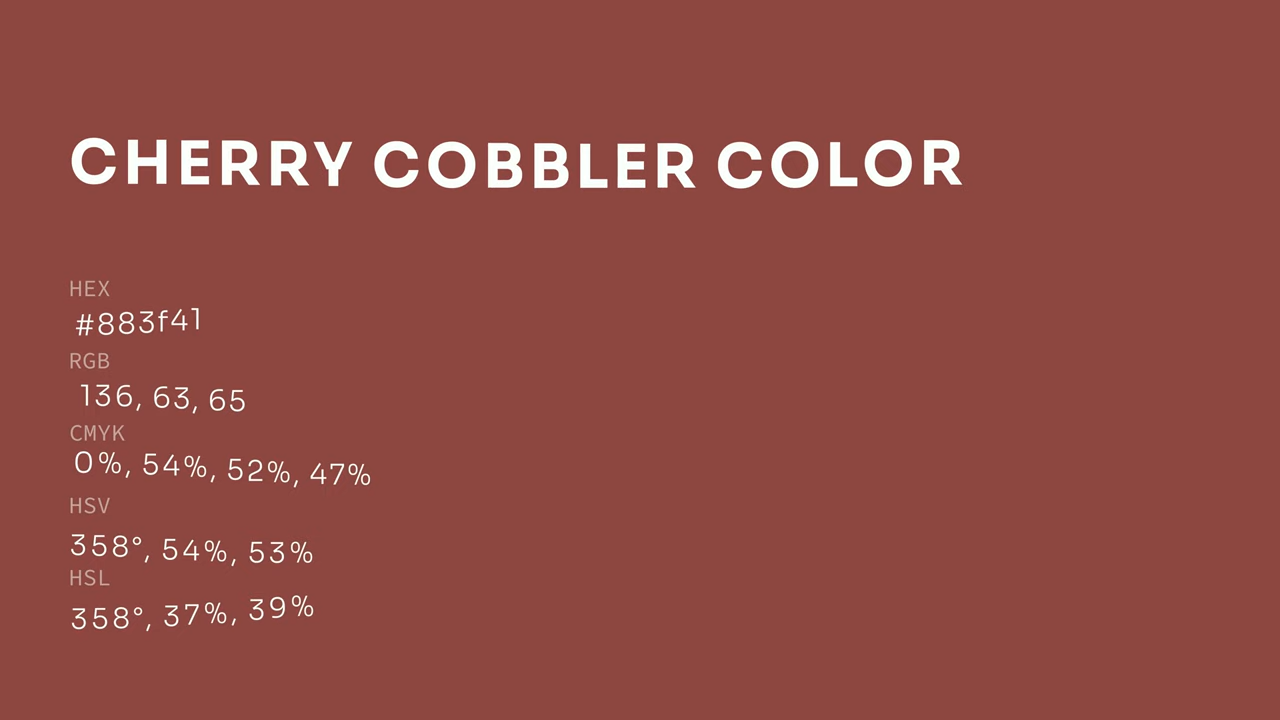 CHERRY COBBLER COLOR
HEX
#883f41
RGB
136, 63, 65
CMYK
0%, 54%, 52%, 47%
HSV
358°, 54%, 53%
HSL
358°, 37%, 39%